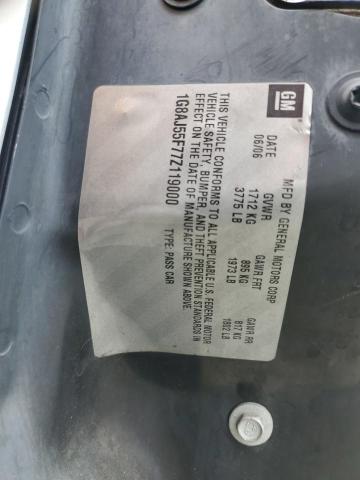 GM
MFD BY GENERAL MOTORS CORP
DATE GVWR GAWR FRT GAWR RR
06/06 1712 KG 895 KG 817 KG
3775 LB 1973 LB 1802 LB
THIS VEHICLE CONFORMS TO ALL APPLICABLE U.S. FEDERAL MOTOR
VEHICLE SAFETY, BUMPER, AND THEFT PREVENTION STANDARDS IN
EFFECT ON THE DATE OF MANUFACTURE SHOWN ABOVE.
1G8AJ55F77Z119000 TYPE: PASS CAR